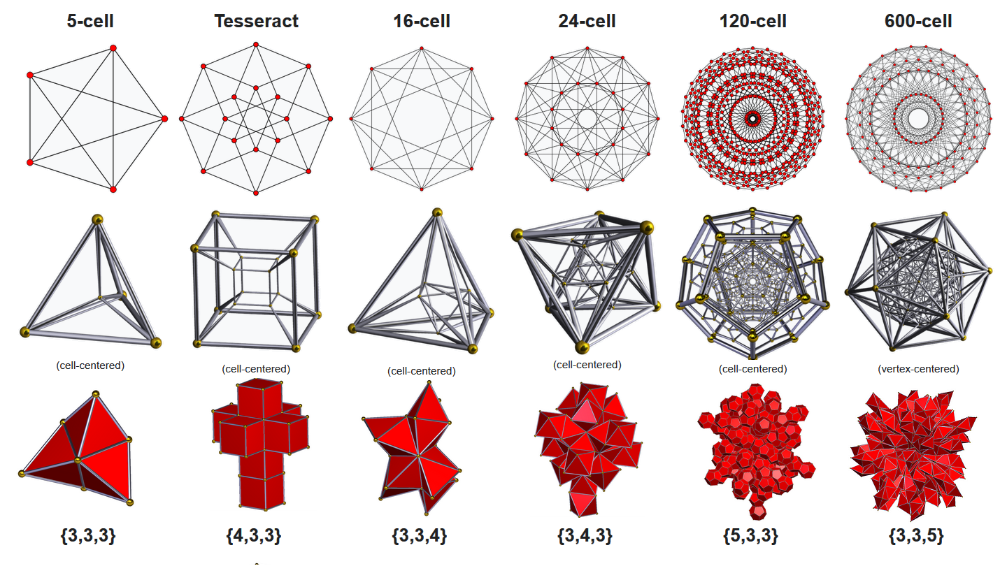 5-cell Tesseract 16-cell 24-cell 120-cell 600-cell
(cell-centered) (cell-centered) (cell-centered) (cell-centered) (cell-centered) (vertex-centered)
{3,3,3} {4,3,3} {3,3,4} {3,4,3} {5,3,3} {3,3,5}